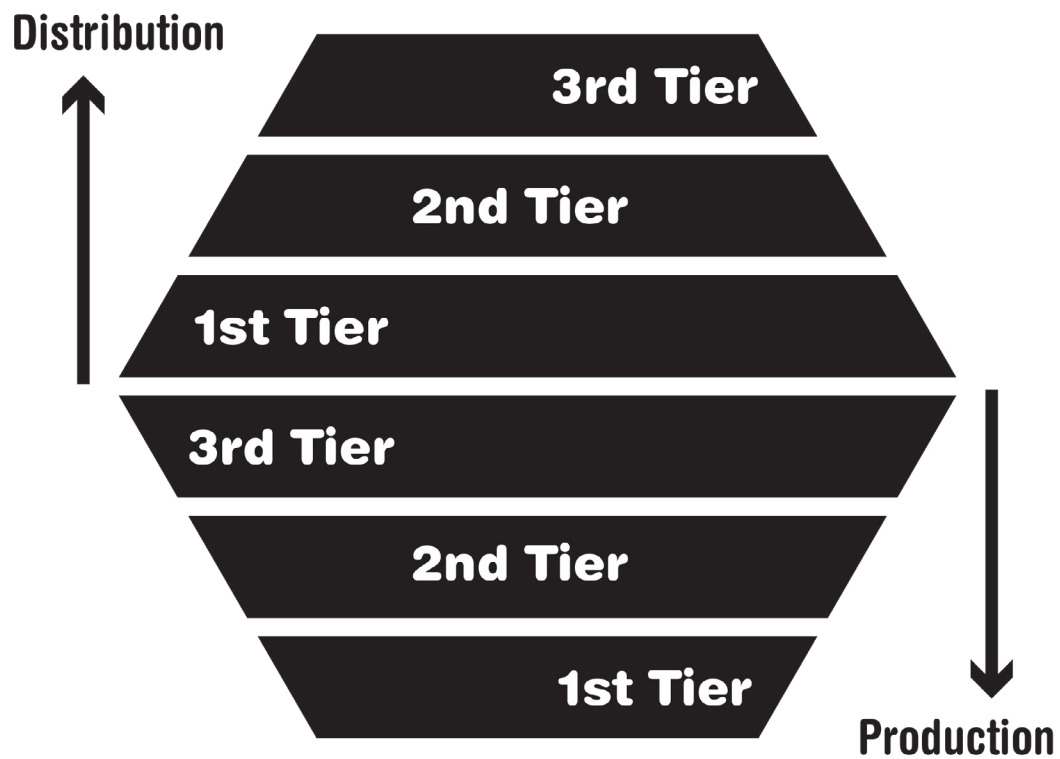 Distribution
3rd Tier
2nd Tier
1st Tier
3rd Tier
2nd Tier
1st Tier
Production